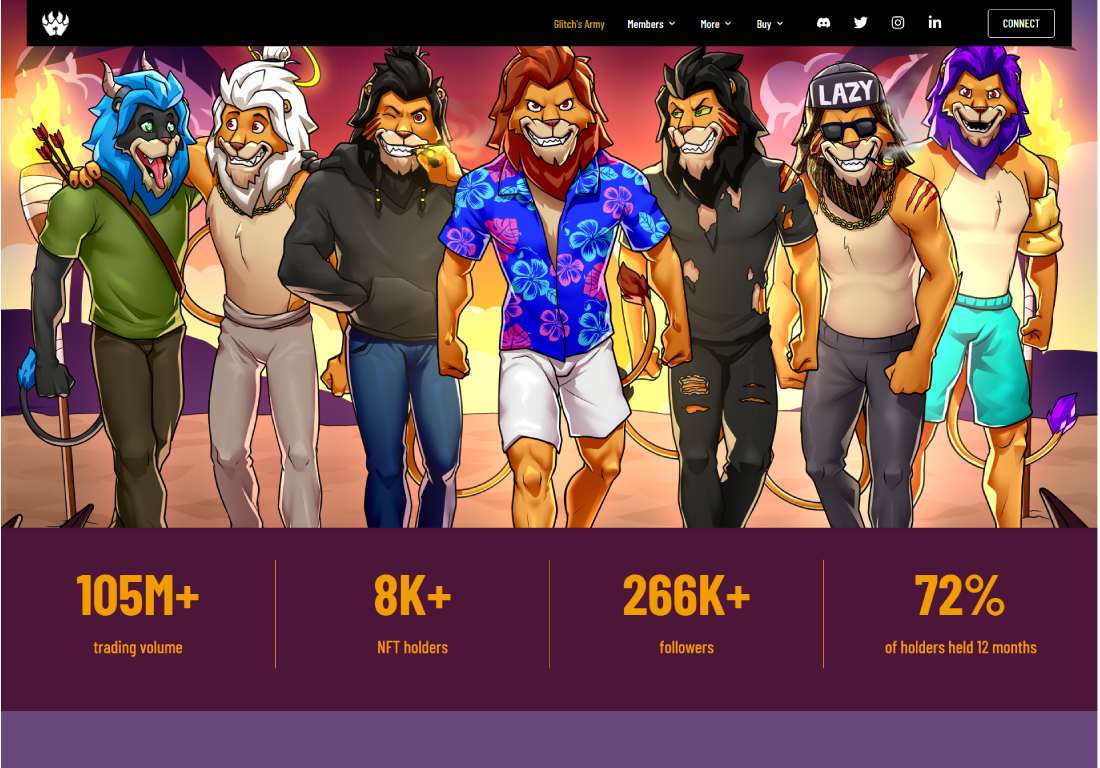 Glitch's Army Members More Buy CONNECT
LAZY
105M+ 8K+ 266K+ 72%
trading volume NFT holders followers of holders held 12 months